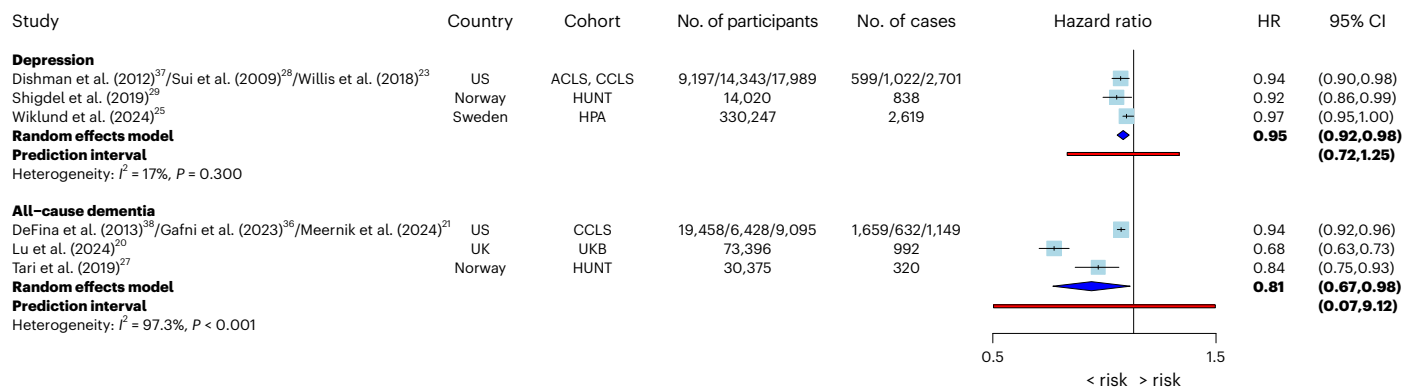 Study Country Cohort No. of participants No. of cases Hazard ratio HR 95% CI
Depression
Dishman et al. (2012)37/Sui et al. (2009)28/Willis et al. (2018)23 US ACLS, CCLS 9,197/14,343/17,989 599/1,022/2,701 0.94 (0.90,0.98)
Shigdel et al. (2019)29 Norway HUNT 14,020 838 0.92 (0.86,0.99)
Wiklund et al. (2024)25 Sweden HPA 330,247 2,619 0.97 (0.95,1.00)
Random effects model 0.95 (0.92,0.98)
Prediction interval (0.72,1.25)
Heterogeneity: I2 = 17%, P = 0.300
All−cause dementia
DeFina et al. (2013)38/Gafni et al. (2023)36/Meernik et al. (2024)21 US CCLS 19,458/6,428/9,095 1,659/632/1,149 0.94 (0.92,0.96)
Lu et al. (2024)20 UK UKB 73,396 992 0.68 (0.63,0.73)
Tari et al. (2019)27 Norway HUNT 30,375 320 0.84 (0.75,0.93)
Random effects model 0.81 (0.67,0.98)
Prediction interval (0.07,9.12)
Heterogeneity: I2 = 97.3%, P < 0.001
0.5 1.5
< risk > risk